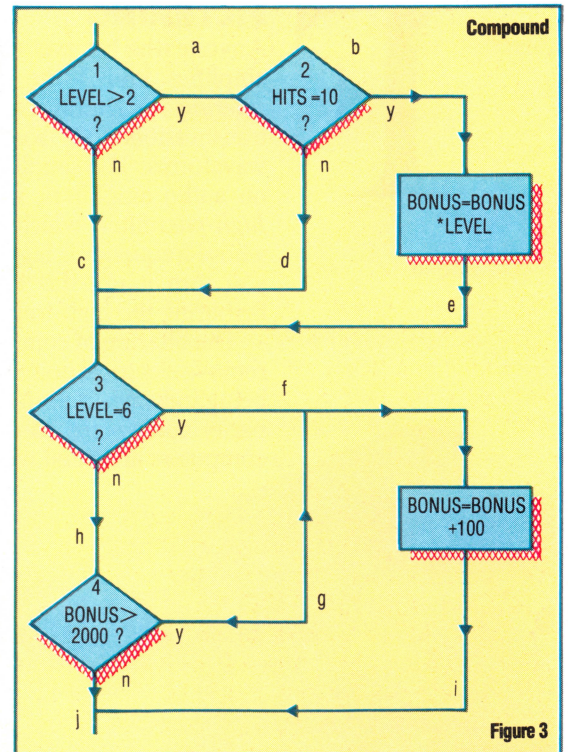 Compound
a
b
1
LEVEL>2
?
y
n
2
HITS =10
?
y
n
BONUS=BONUS
*LEVEL
c
d
e
3
LEVEL=6
?
y
n
f
BONUS=BONUS
+100
h
g
4
BONUS>
2000 ?
y
n
i
j
Figure 3